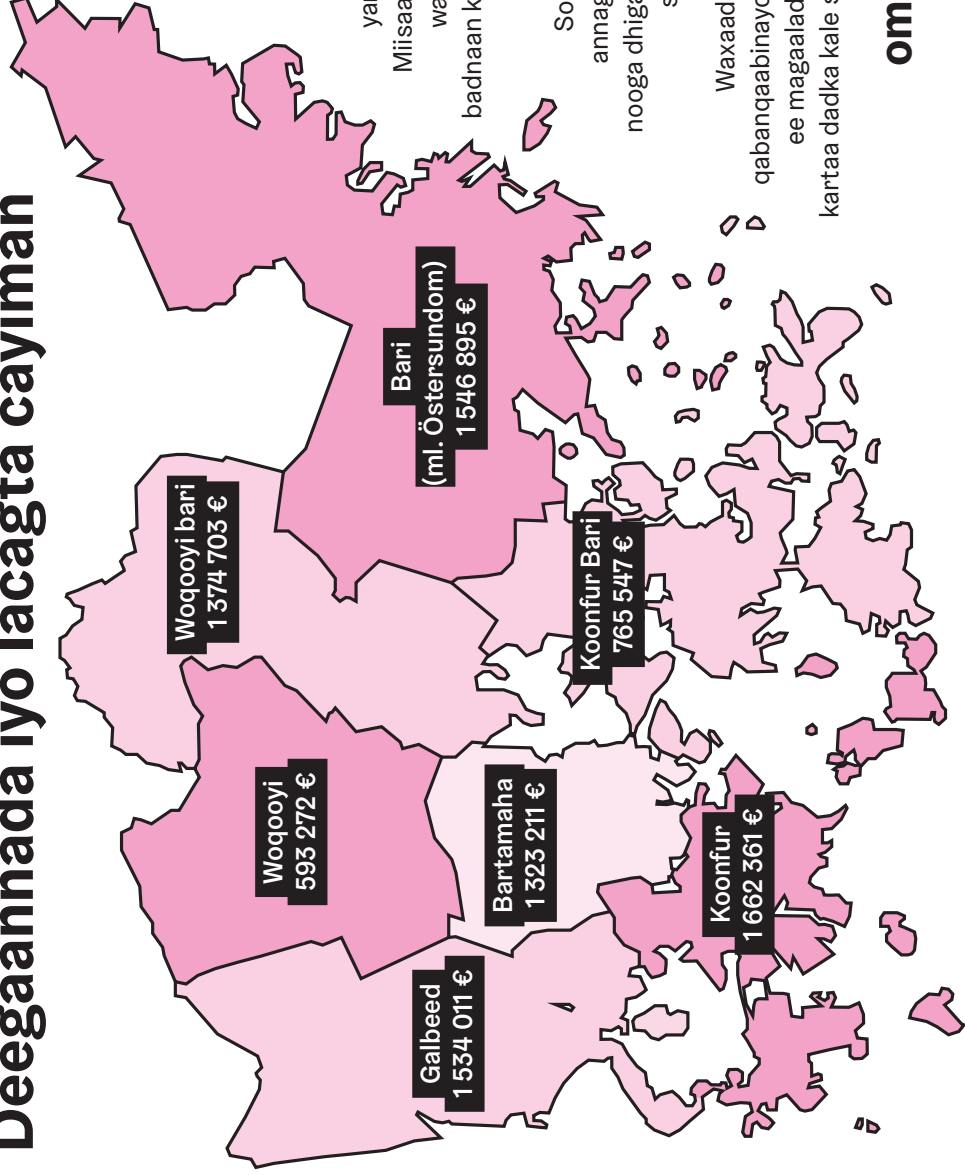 Deegaannada iyo lacagta cayiman
Woqooyi bari
1 374 703 €
Woqooyi
593 272 €
Bari
(ml. Östersundom)
1 546 895 €
Galbeed
1 534 011 €
Bartamaha
1 323 211 €
Koonfur Bari
765 547 €
Koonfur
1 662 361 €
Miisaa
wa
badnaan k
So
annag
nooga dhiga
s
Waxaad
qabanqaabinayo
ee magaalad
kartaa dadka kale s
om